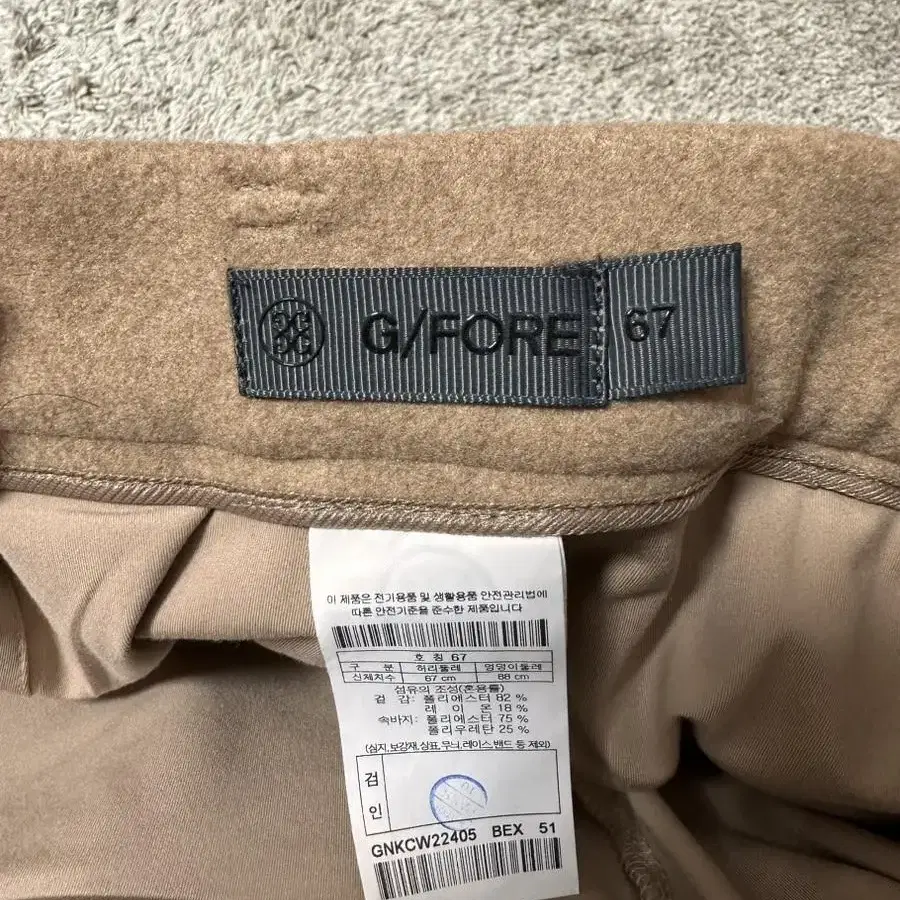 G/FORE 67
이 제품은 전기용품 및 생활용품 안전관리법에
따른 안전기준을 준수한 제품입니다
호 칭 67
구 분 허리둘레 엉덩이둘레
신체치수 67 cm 88 cm
섬유의 조성(혼용률)
겉 감: 폴리에스터 82 %
레 이 온 18 %
속바지: 폴리에스터 75 %
폴리우레탄 25 %
(심지,보강재,상표,무늬,레이스,밴드 등 제외)
검
인
GNKCW22405 BEX 51